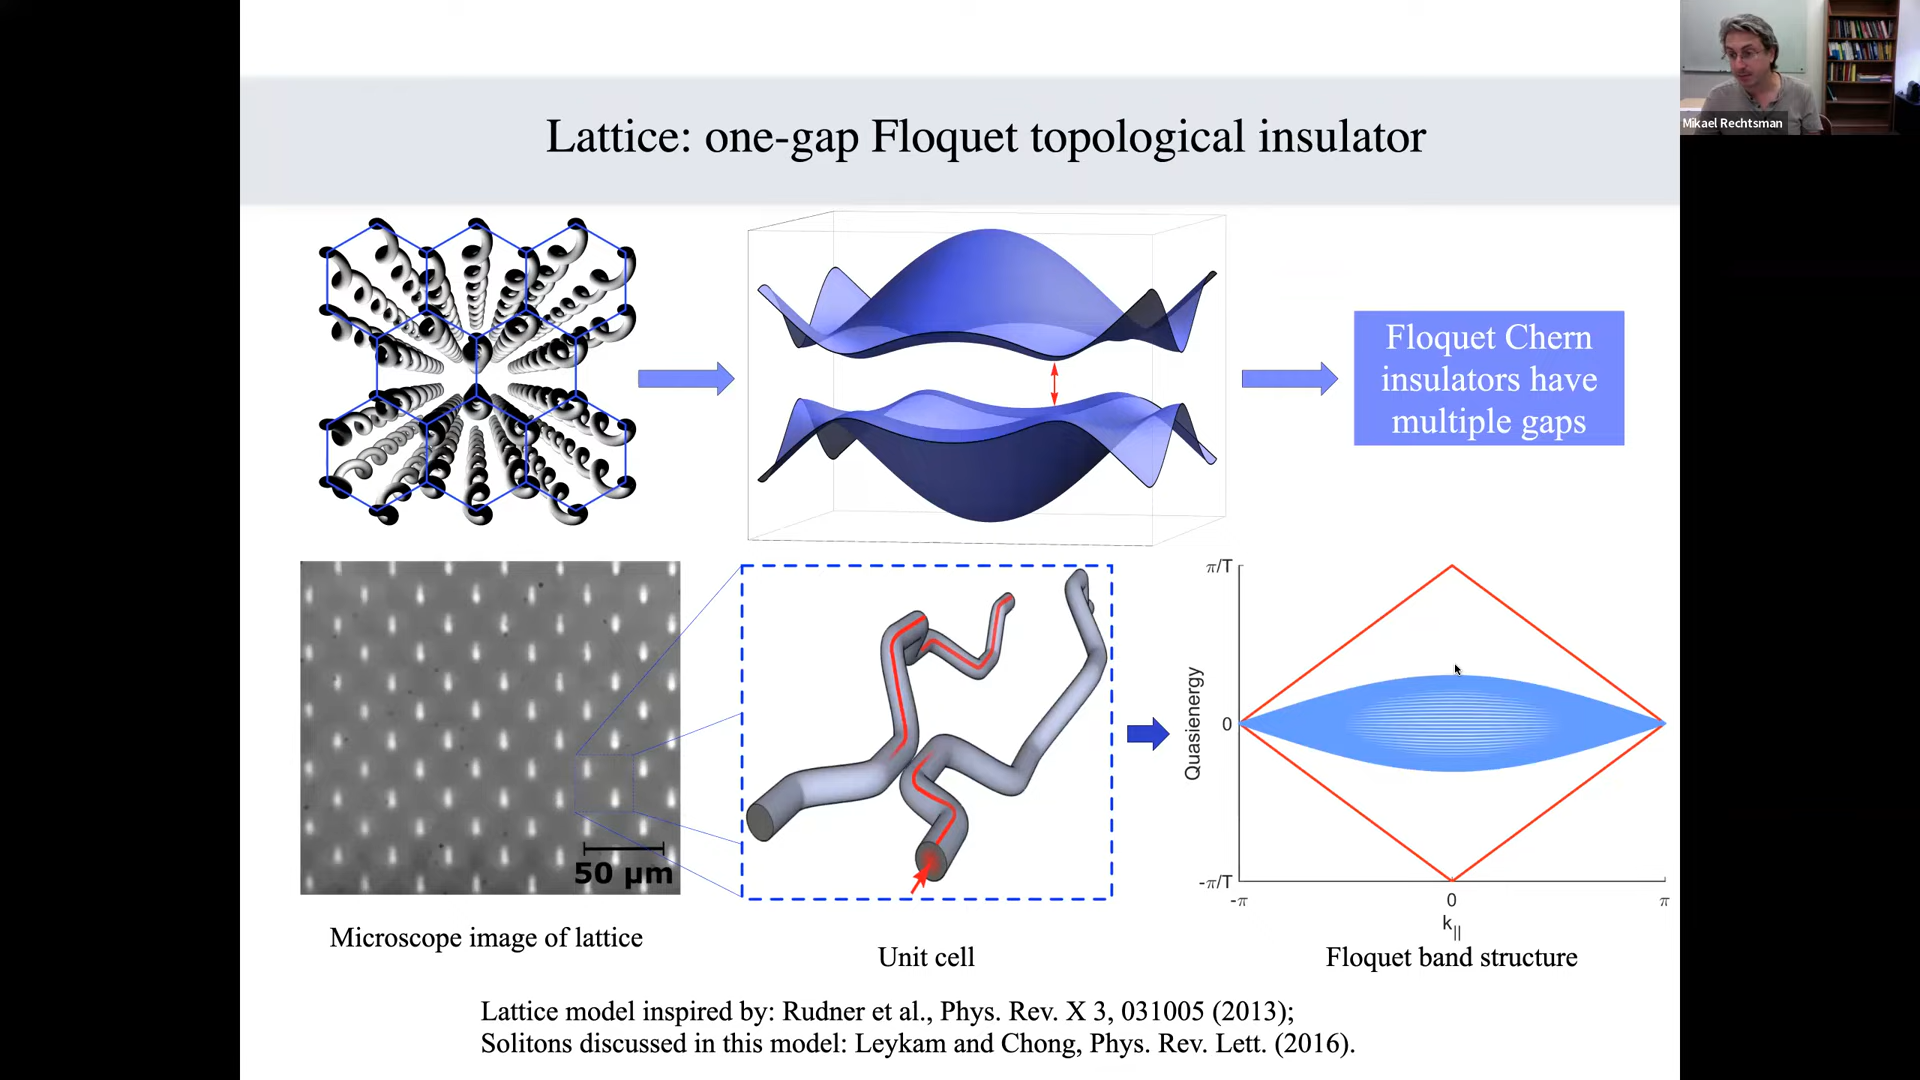 Lattice: one-gap Floquet topological insulator
Mikael Rechtsman
Floquet Chern
insulators have
multiple gaps
50 μm
Microscope image of lattice
Unit cell
π/T
Quasienergy
0
-π/T
-π
0
π
k||
Floquet band structure
Lattice model inspired by: Rudner et al., Phys. Rev. X 3, 031005 (2013);
Solitons discussed in this model: Leykam and Chong, Phys. Rev. Lett. (2016).